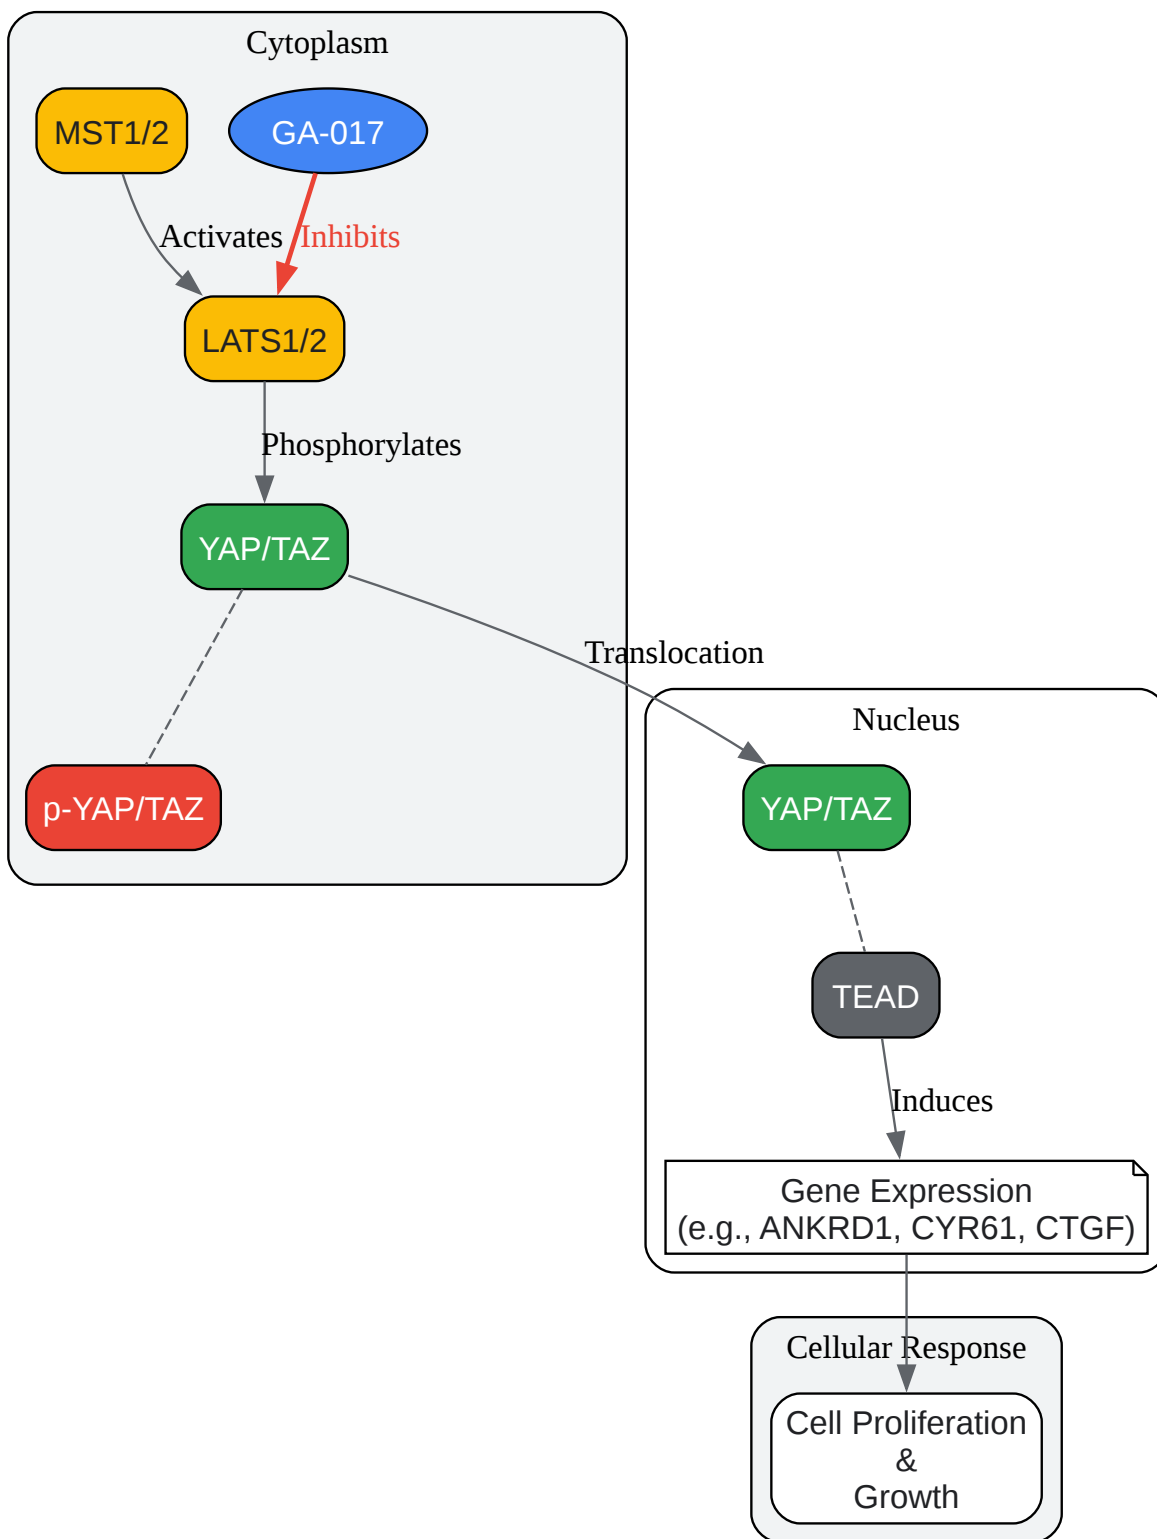 Cytoplasm
MST1/2
GA-017
Activates
Inhibits
LATS1/2
Phosphorylates
YAP/TAZ
Translocation
Nucleus
p-YAP/TAZ
YAP/TAZ
TEAD
Induces
Gene Expression
(e.g., ANKRD1, CYR61, CTGF)
Cellular Response
Cell Proliferation
&
Growth